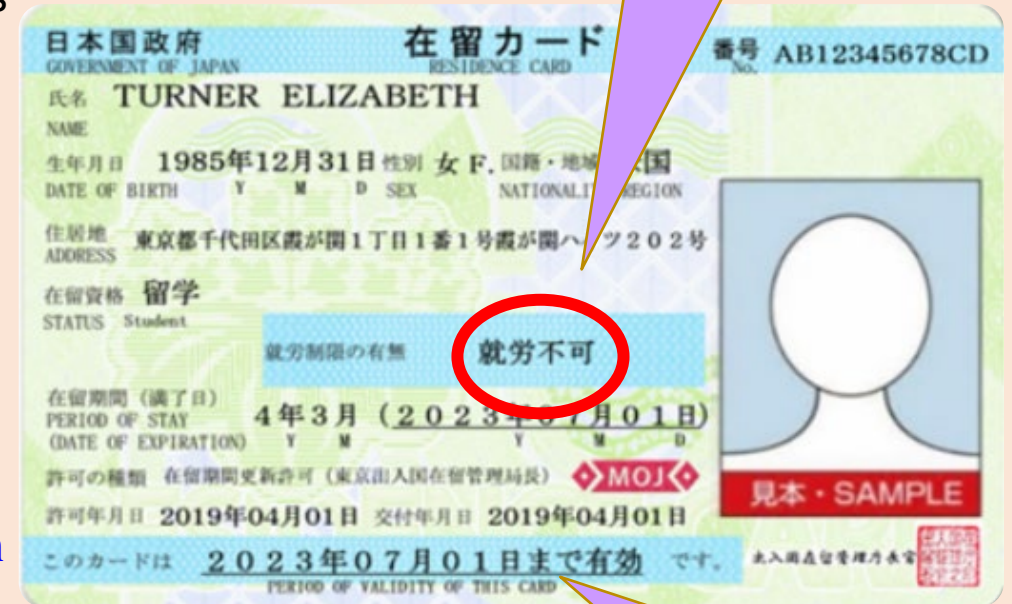 日本国政府 在留カード 番号 AB12345678CD
GOVERNMENT OF JAPAN RESIDENCE CARD No.
氏名 TURNER ELIZABETH
NAME
生年月日 1985年12月31日 性別 女 F. 国籍・地域 国
DATE OF BIRTH Y M D SEX NATIONALI REGION
住居地 東京都千代田区霞が関1丁目1番1号霞が関ハイツ202号
ADDRESS
在留資格 留学
STATUS Student
就労制限の有無 就労不可
在留期間(満了日) 4年3月(2023年07月01日)
PERIOD OF STAY
(DATE OF EXPIRATION) Y M Y M D
許可の種類 在留期間更新許可(東京出入国在留管理局長) MOJ
見本・SAMPLE
許可年月日 2019年04月01日 交付年月日 2019年04月01日
このカードは 2023年07月01日まで有効 です。
PERIOD OF VALIDITY OF THIS CARD
出入国在留管理庁長官